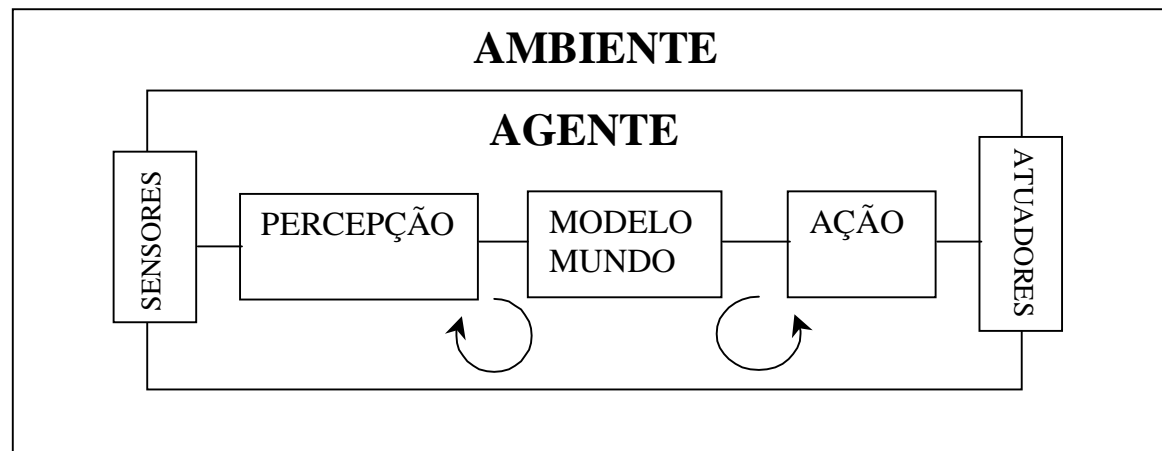 AMBIENTE
AGENTE
SENSORES
PERCEPÇÃO
MODELO
MUNDO
AÇÃO
ATUADORES